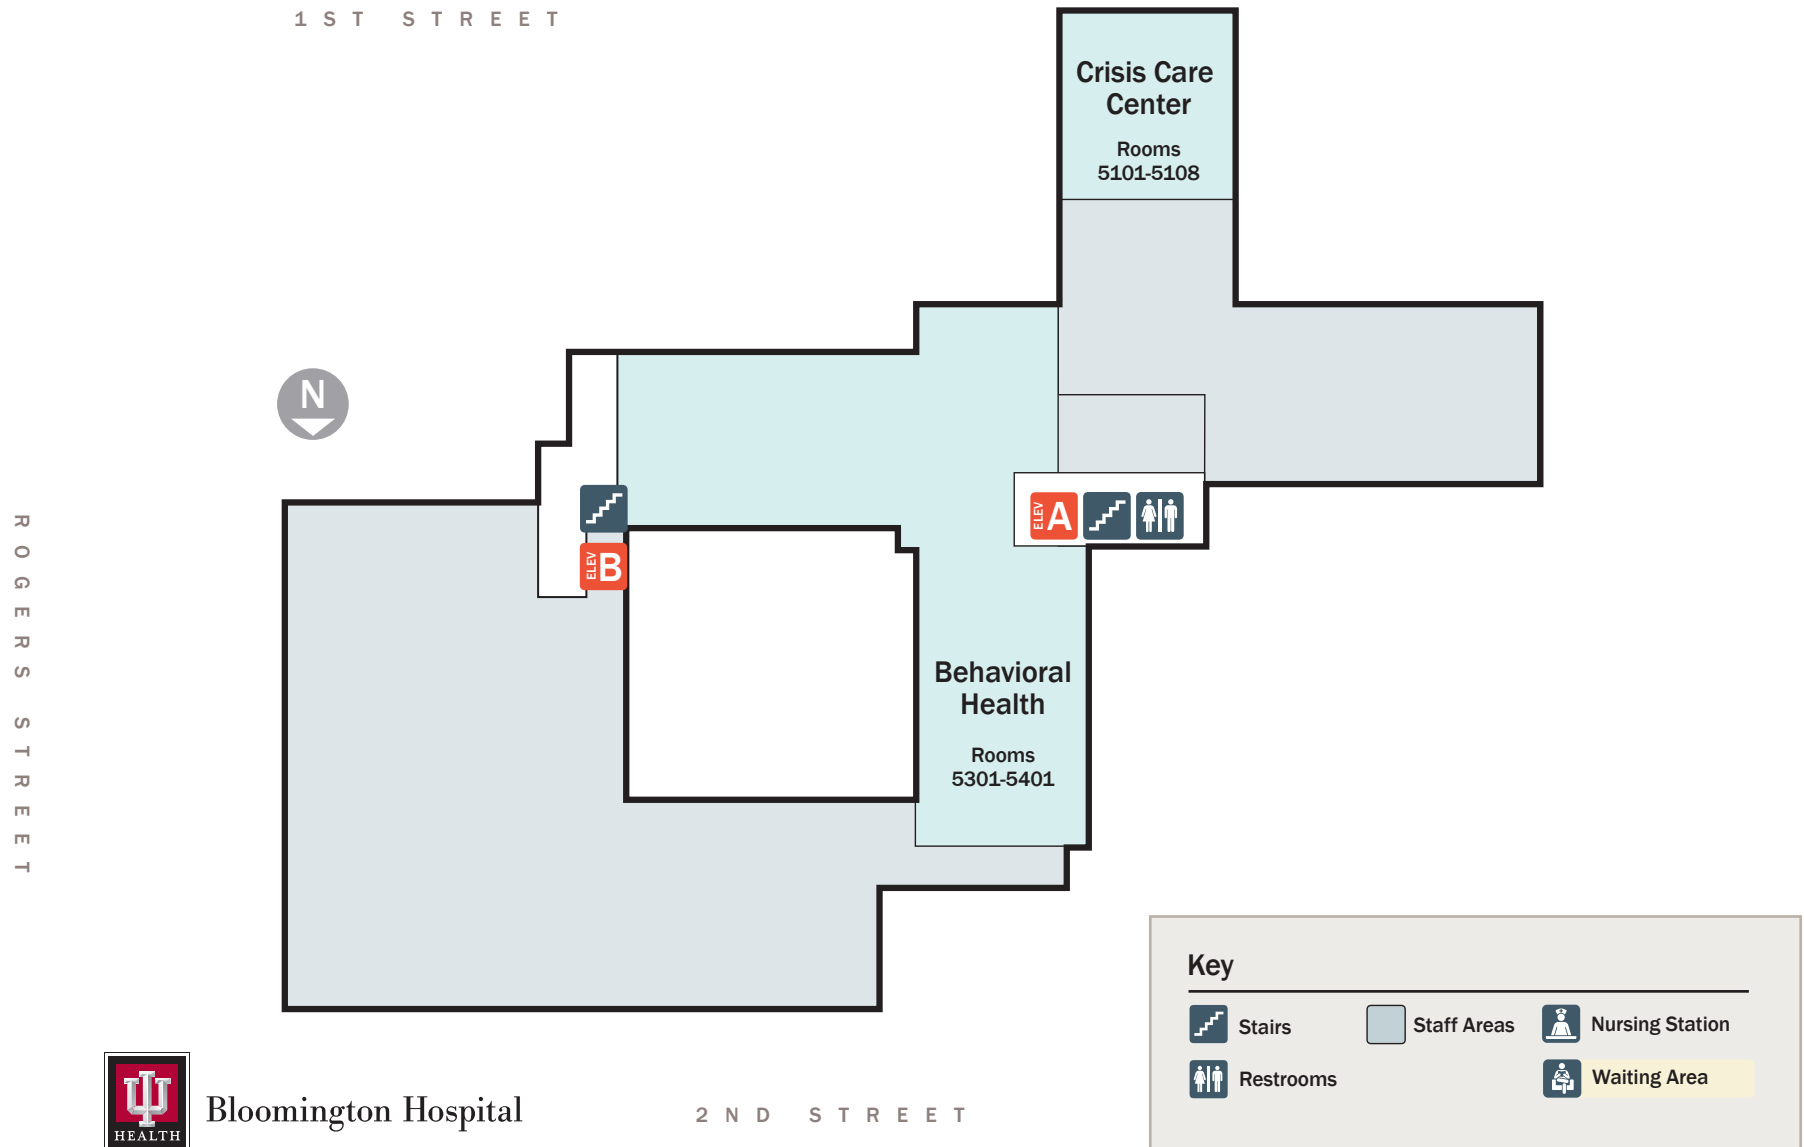 1ST STREET
Crisis Care
Center
Rooms
5101-5108
N
ROGERS STREET
ELEV A
ELEV B
Behavioral
Health
Rooms
5301-5401
Key
Stairs
Staff Areas
Nursing Station
Restrooms
Waiting Area
HEALTH
Bloomington Hospital
2ND STREET